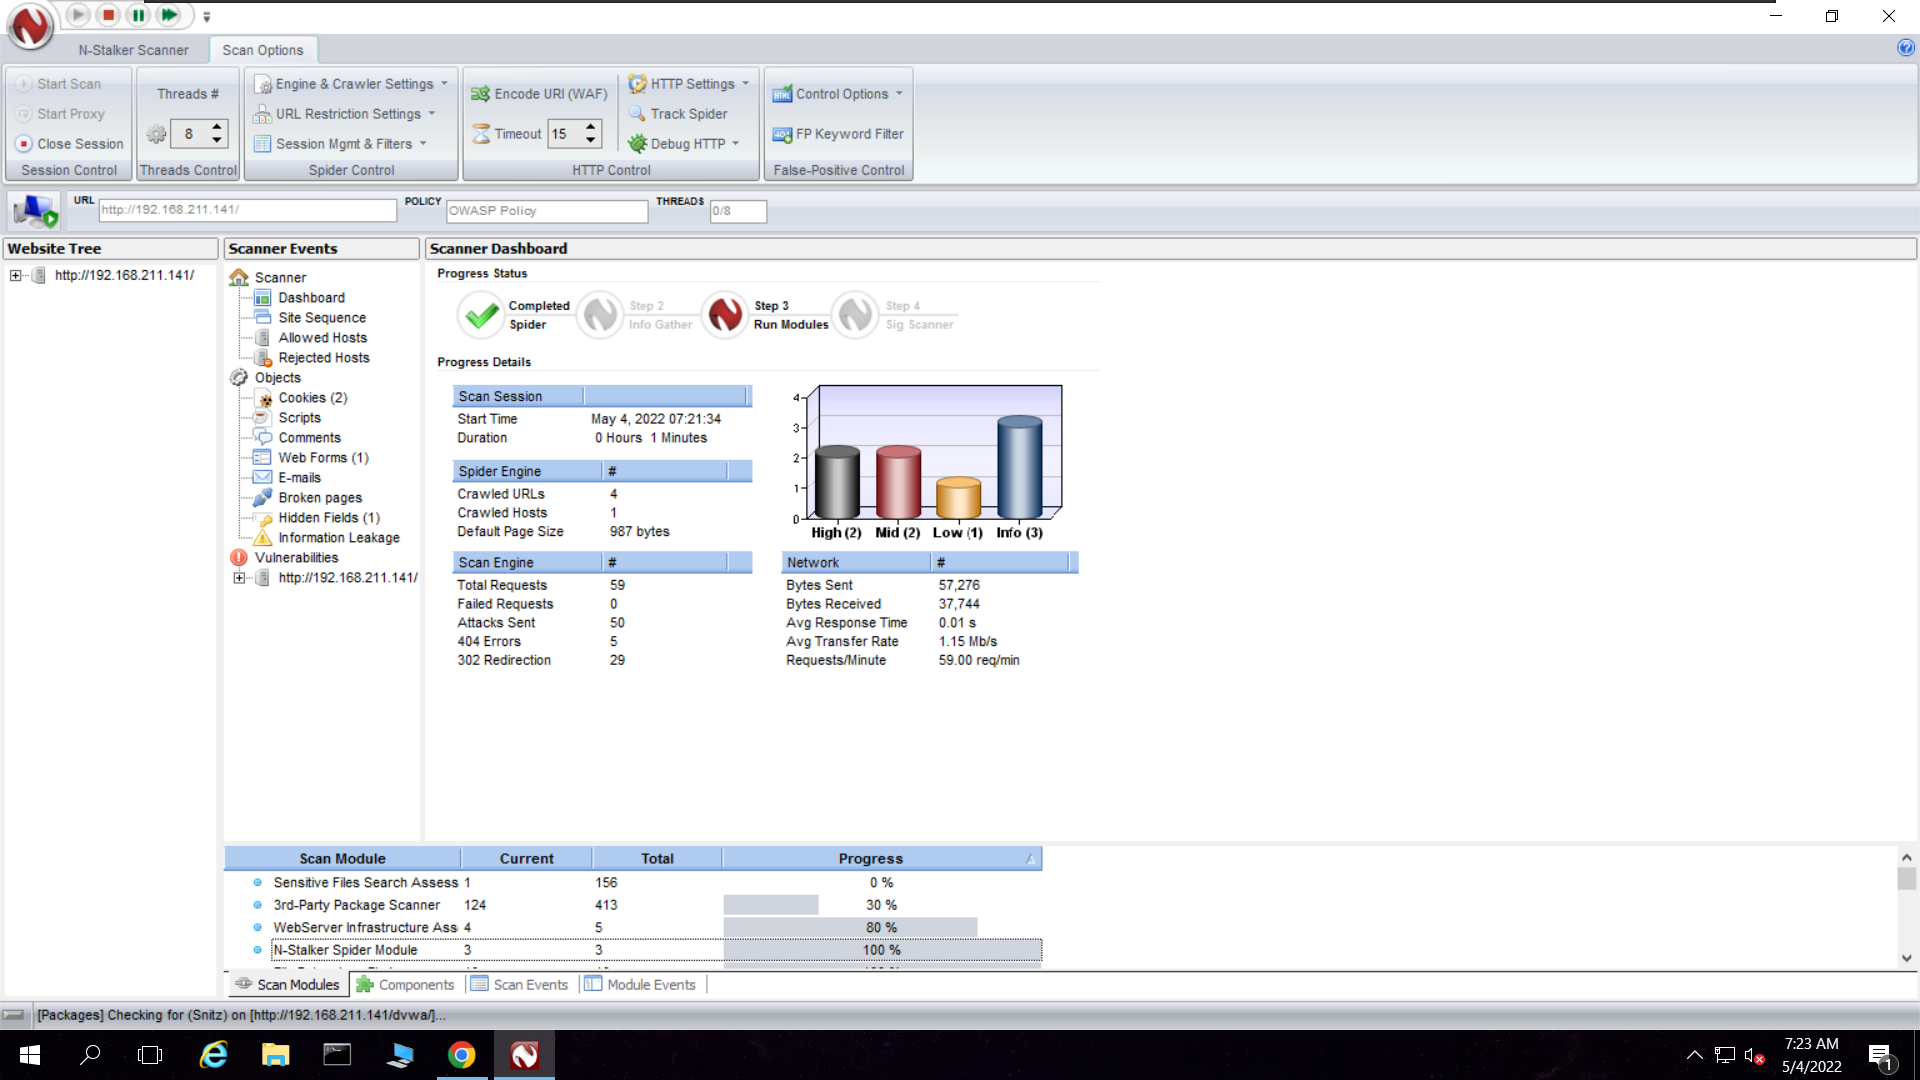 N-Stalker Scanner
Scan Options
Start Scan
Start Proxy
Close Session
Session Control
Threads #
8
Threads Control
Engine & Crawler Settings
URL Restriction Settings
Session Mgmt & Filters
Spider Control
Encode URI (WAF)
Timeout 15
HTTP Settings
Track Spider
Debug HTTP
HTTP Control
Control Options
FP Keyword Filter
False-Positive Control
URL http://192.168.211.141/
POLICY OWASP Policy
THREADS 0/8
Website Tree
http://192.168.211.141/
Scanner Events
Scanner
Dashboard
Site Sequence
Allowed Hosts
Rejected Hosts
Objects
Cookies (2)
Scripts
Comments
Web Forms (1)
E-mails
Broken pages
Hidden Fields (1)
Information Leakage
Vulnerabilities
http://192.168.211.141/
Scanner Dashboard
Progress Status
Completed
Spider
Step 2
Info Gather
Step 3
Run Modules
Step 4
Sig Scanner
Progress Details
Scan Session
Start Time May 4, 2022 07:21:34
Duration 0 Hours 1 Minutes
Spider Engine #
Crawled URLs 4
Crawled Hosts 1
Default Page Size 987 bytes
Scan Engine #
Total Requests 59
Failed Requests 0
Attacks Sent 50
404 Errors 5
302 Redirection 29
4
3
2
1
0
High (2) Mid (2) Low (1) Info (3)
Network #
Bytes Sent 57,276
Bytes Received 37,744
Avg Response Time 0.01 s
Avg Transfer Rate 1.15 Mb/s
Requests/Minute 59.00 req/min
Scan Module Current Total Progress
Sensitive Files Search Assess 1 156 0 %
3rd-Party Package Scanner 124 413 30 %
WebServer Infrastructure Ass 4 5 80 %
N-Stalker Spider Module 3 3 100 %
Scan Modules Components Scan Events Module Events
[Packages] Checking for (Snitz) on [http://192.168.211.141/dvwa/]...
7:23 AM
5/4/2022
1